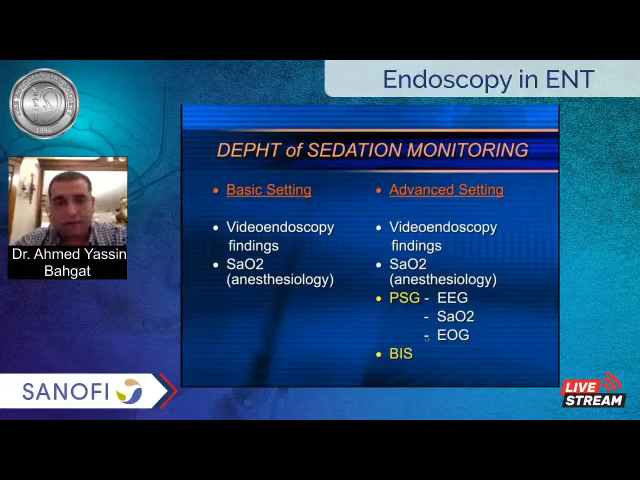 Endoscopy in ENT
1980
DEPHT of SEDATION MONITORING
• Basic Setting
• Videoendoscopy
findings
• SaO2
(anesthesiology)
• Advanced Setting
• Videoendoscopy
findings
• SaO2
(anesthesiology)
• PSG - EEG
- SaO2
- EOG
• BIS
Dr. Ahmed Yassin
Bahgat
SANOFI
LIVE
STREAM